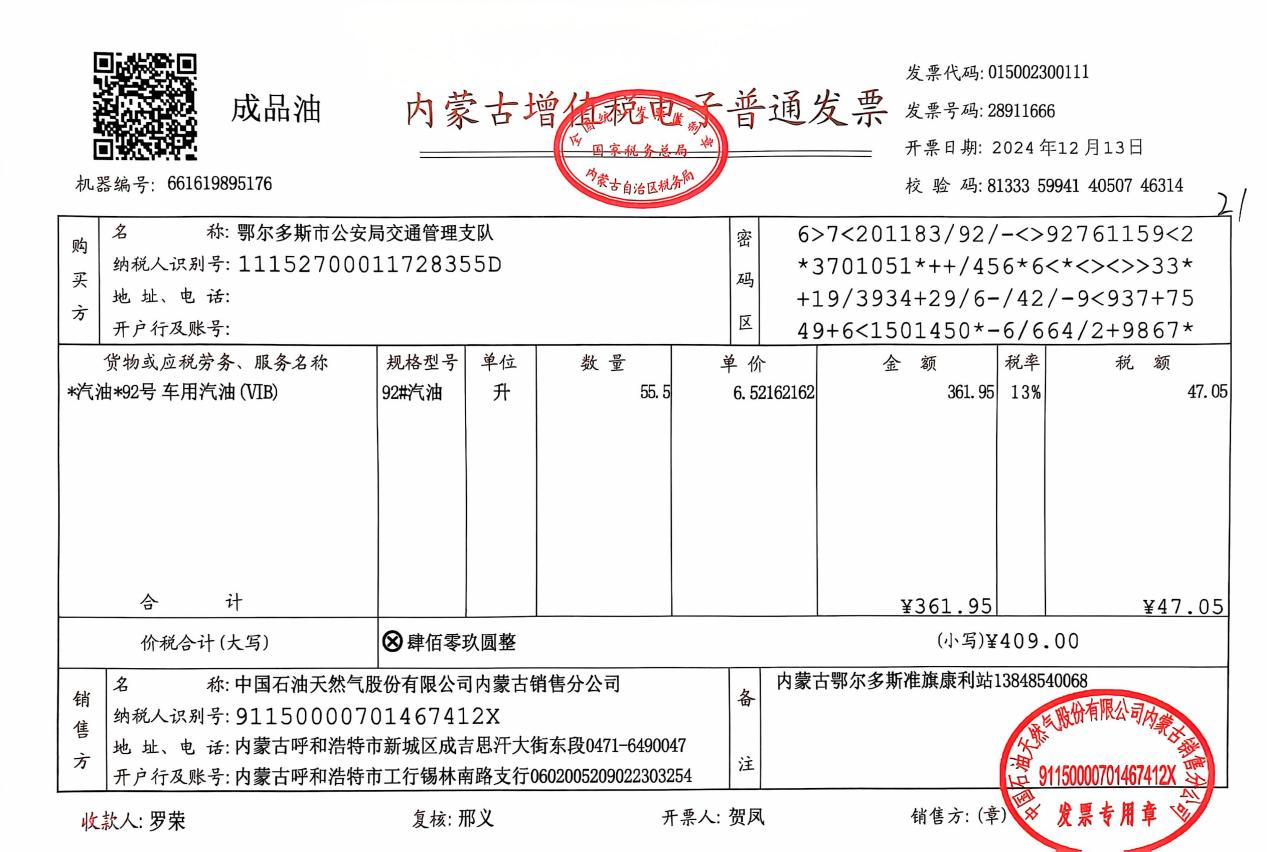 成品油
内蒙古增值税电子普通发票
全国统一发票监制章
国家税务总局
内蒙古自治区税务局
发票代码: 015002300111
发票号码: 28911666
开票日期: 2024年12月13日
校验码: 81333 59941 40507 46314
机器编号: 661619895176
21
购买方
名称: 鄂尔多斯市公安局交通管理支队
纳税人识别号: 11152700011728355D
地址、电话:
开户行及账号:
密码区
6>7<201183/92/-<>92761159<2
*3701051*++/456*6<*<><>>33*
+19/3934+29/6-/42/-9<937+75
49+6<1501450*-6/664/2+9867*
货物或应税劳务、服务名称 规格型号 单位 数量 单价 金额 税率 税额
*汽油*92号 车用汽油(VIB) 92#汽油 升 55.5 6.52162162 361.95 13% 47.05
合计 ¥361.95 ¥47.05
价税合计(大写) ⊗肆佰零玖圆整 (小写)¥409.00
销售方
名称: 中国石油天然气股份有限公司内蒙古销售分公司
纳税人识别号: 91150000701467412X
地址、电话: 内蒙古呼和浩特市新城区成吉思汗大街东段0471-6490047
开户行及账号: 内蒙古呼和浩特市工行锡林南路支行0602005209022303254
备注
内蒙古鄂尔多斯准旗康利站13848540068
中国石油天然气股份有限公司内蒙古销售分公司
91150000701467412X
发票专用章
收款人: 罗荣 复核: 邢义 开票人: 贺凤 销售方: (章)